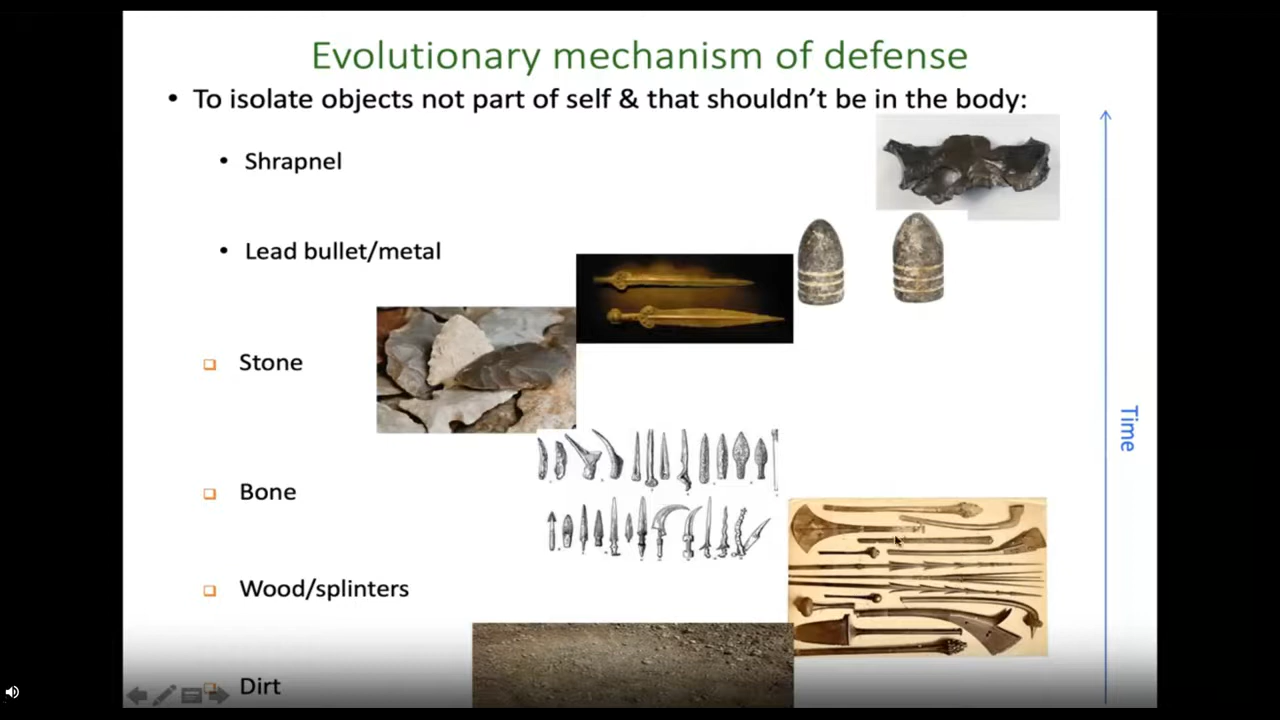 Evolutionary mechanism of defense
• To isolate objects not part of self & that shouldn't be in the body:
• Shrapnel
• Lead bullet/metal
Stone
Bone
Wood/splinters
Dirt
Time